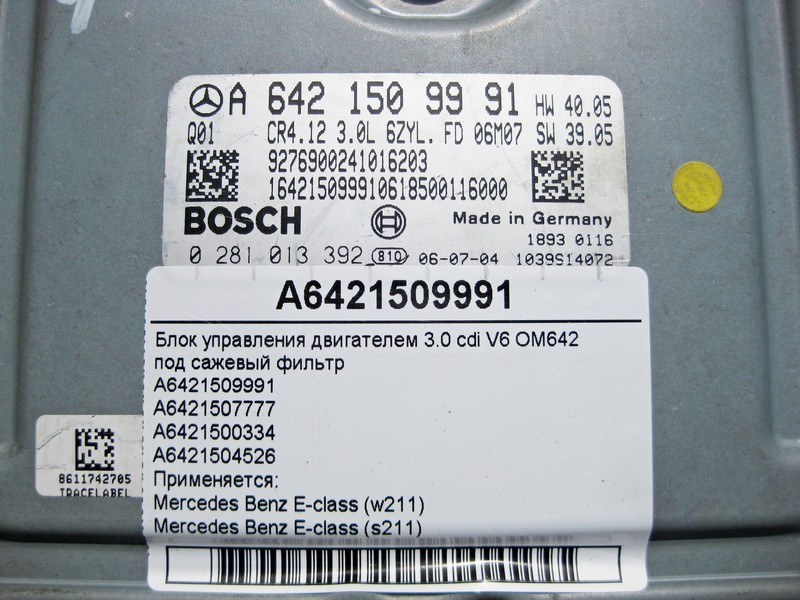 A 642 150 99 91 HW 40.05
Q01 CR4.12 3.0L 6ZYL. FD 06M07 SW 39.05
9276900241016203
164215099910618500116000
BOSCH Made in Germany
1893 0116
0 281 013 392 810 06-07-04 1039S14072
A6421509991
Блок управления двигателем 3.0 cdi V6 OM642
под сажевый фильтр
A6421509991
A6421507777
A6421500334
A6421504526
Применяется:
Mercedes Benz E-class (w211)
Mercedes Benz E-class (s211)
8611742705
TRACELABEL